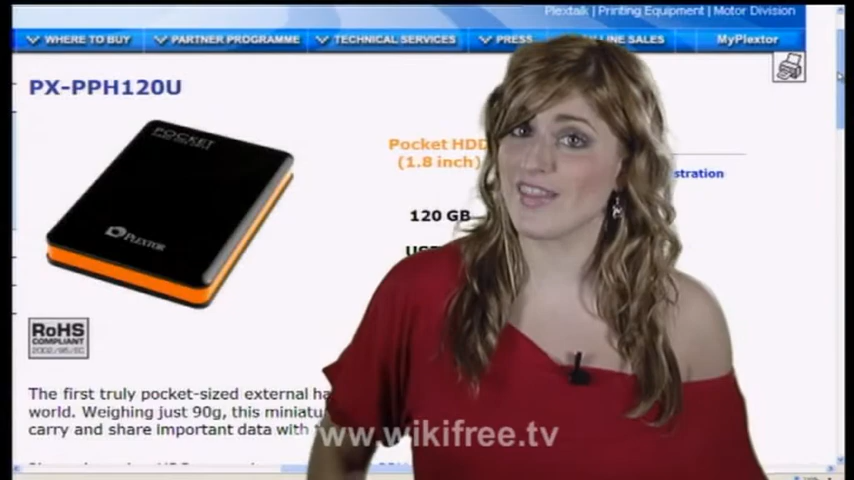 Plextalk | Printing Equipment | Motor Division
WHERE TO BUY PARTNER PROGRAMME TECHNICAL SERVICES PRESS LINE SALES MyPlextor
PX-PPH120U
POCKET
PLEXTOR
Pocket HDD
(1.8 inch)
stration
120 GB
RoHS
COMPLIANT
2002/95/EC
The first truly pocket-sized external ha
world. Weighing just 90g, this miniatu
carry and share important data with
www.wikifree.tv